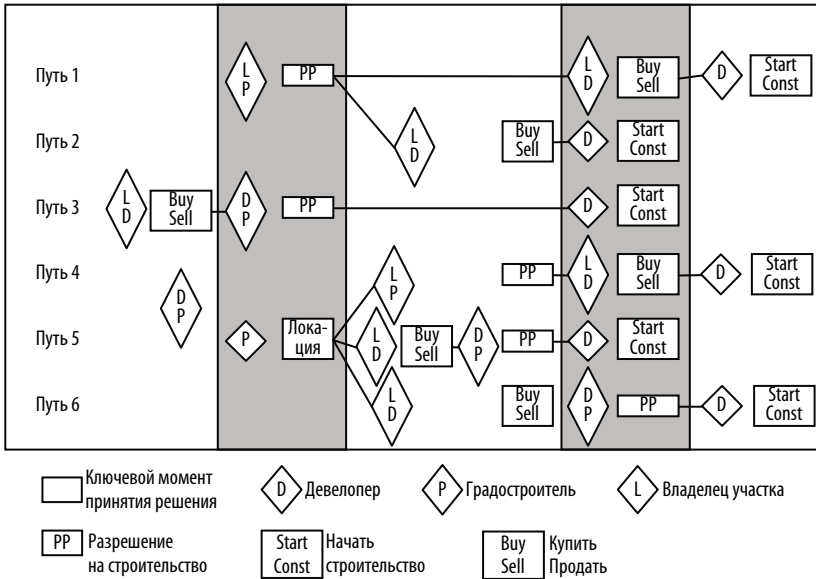 Путь 1
L
P
PP
L
D
Buy
Sell
D
Start
Const
Путь 2
L
D
Buy
Sell
D
Start
Const
Путь 3
L
D
Buy
Sell
D
P
PP
D
Start
Const
Путь 4
D
P
L
P
PP
L
D
Buy
Sell
D
Start
Const
Путь 5
P
Лока-
ция
L
D
Buy
Sell
D
P
PP
D
Start
Const
Путь 6
L
D
Buy
Sell
D
P
PP
D
Start
Const
Ключевой момент
принятия решения
D Девелопер
P Градостроитель
L Владелец участка
PP Разрешение
на строительство
Start Начать
Const строительство
Buy Купить
Sell Продать